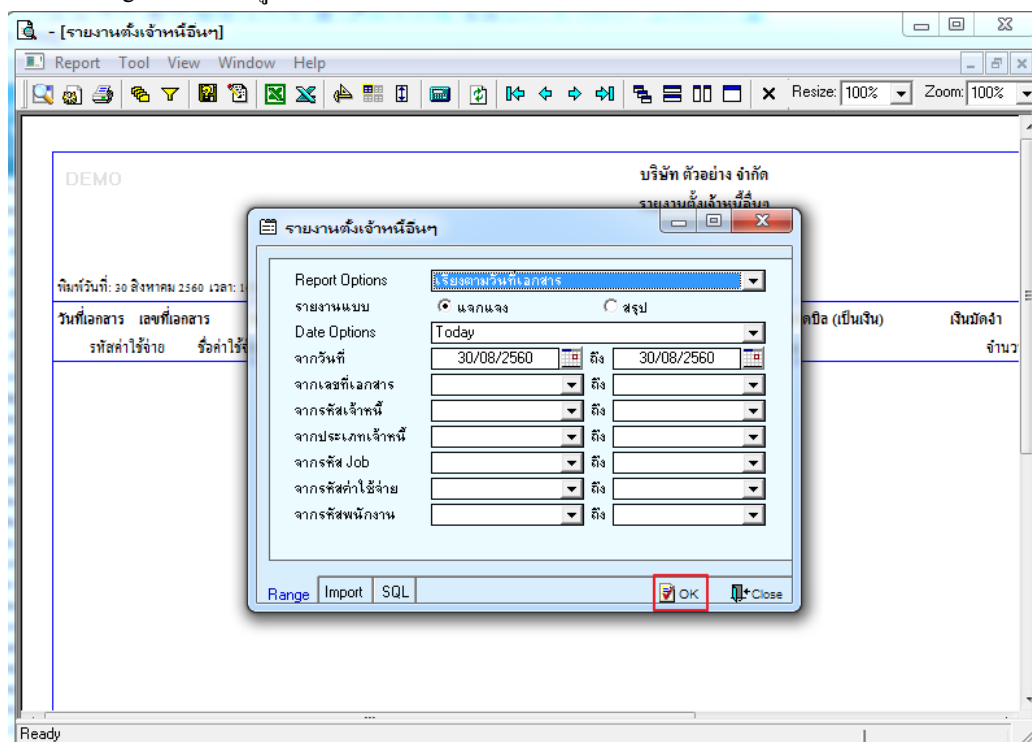 - [รายงานตั้งเจ้าหนี้อื่นๆ]
Report Tool View Window Help
Resize: 100% Zoom: 100%
DEMO
บริษัท ตัวอย่าง จำกัด
รายงานตั้งเจ้าหนี้อื่นๆ
พิมพ์วันที่: 30 สิงหาคม 2560 เวลา:
วันที่เอกสาร เลขที่เอกสาร (เป็นเงิน) เงินมัดจำ
รหัสค่าใช้จ่าย
รายงานตั้งเจ้าหนี้อื่นๆ
Report Options เรียงตามวันที่เอกสาร
รายงานแบบ แจกแจง สรุป
Date Options Today
จากวันที่ 30/08/2560 ถึง 30/08/2560
จากเลขที่เอกสาร ถึง
จากรหัสเจ้าหนี้ ถึง
จากประเภทเจ้าหนี้ ถึง
จากรหัส Job ถึง
จากรหัสค่าใช้จ่าย ถึง
จากรหัสพนักงาน ถึง
Range Import SQL OK Close
Ready